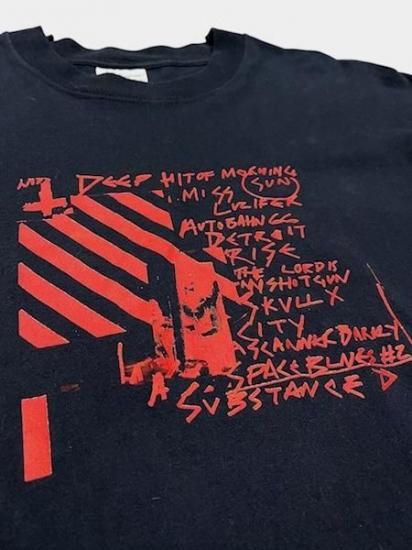 DEEP HIT OF MORNING
SUN
MISS
LUCIFER
AUTOBAHN 66
DETROIT
RISE
THE LORD IS
MY SHOTGUN
SKULL X
CITY
A SCANNER DARKLY
SPACE BLUES #2
A SUBSTANCE D